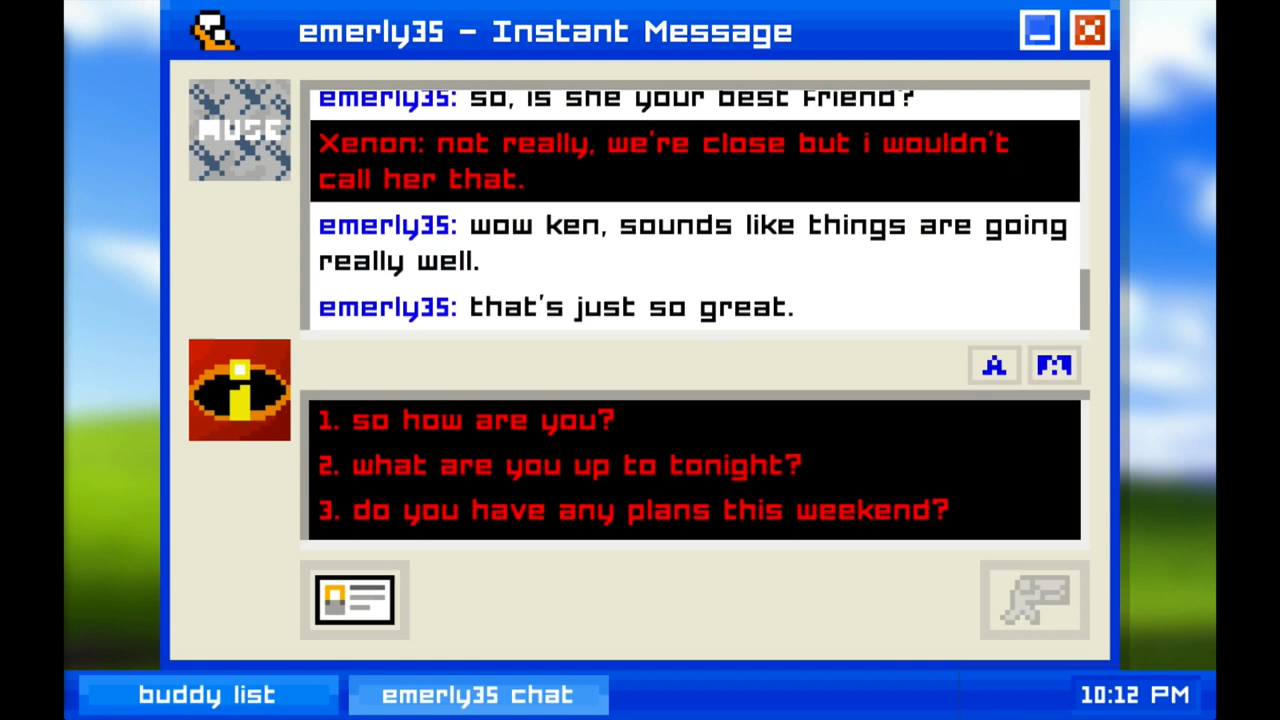 emerly35 - Instant Message
MUSE
emerly35: so, is she your best friend?
Xenon: not really, we're close but i wouldn't
call her that.
emerly35: wow ken, sounds like things are going
really well.
emerly35: that's just so great.
A
1. so how are you?
2. what are you up to tonight?
3. do you have any plans this weekend?
buddy list
emerly35 chat
10:12 PM